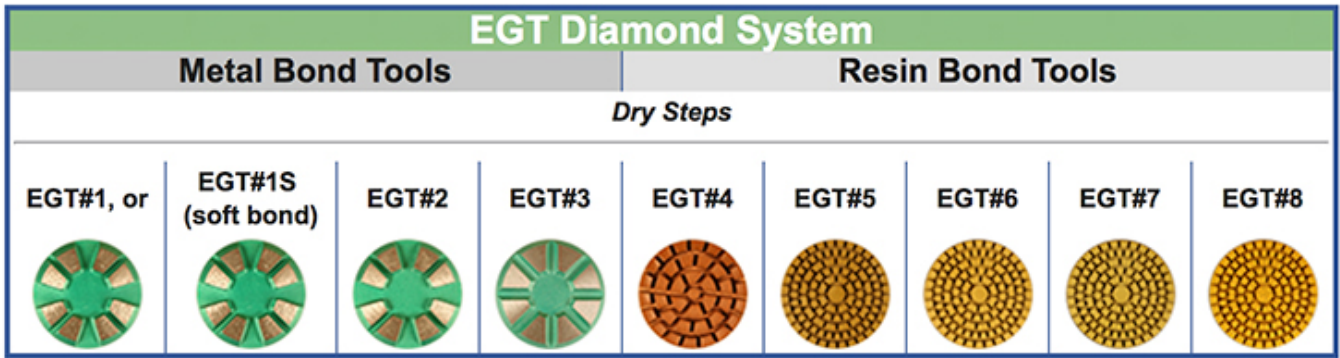 EGT Diamond System
Metal Bond Tools
Resin Bond Tools
Dry Steps
EGT#1, or
EGT#1S
(soft bond)
EGT#2
EGT#3
EGT#4
EGT#5
EGT#6
EGT#7
EGT#8